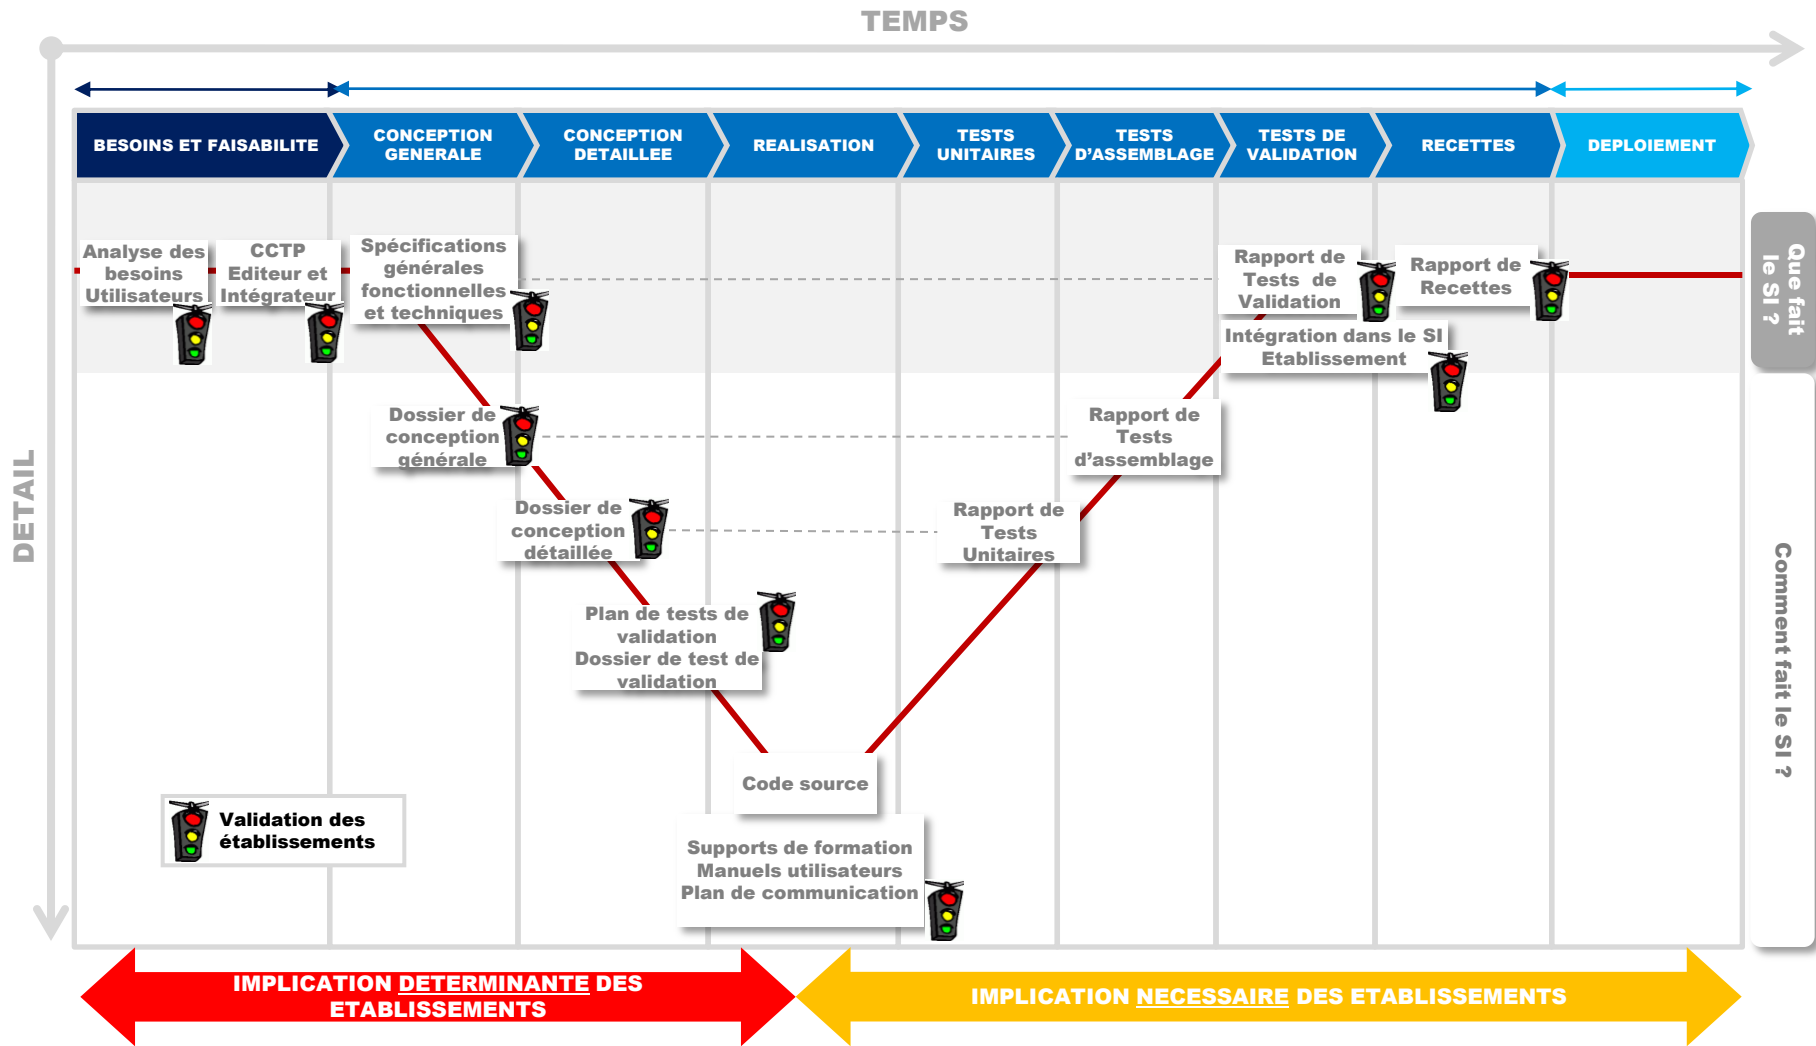 TEMPS
BESOINS ET FAISABILITE
CONCEPTION
GENERALE
CONCEPTION
DETAILLEE
REALISATION
TESTS
UNITAIRES
TESTS
D'ASSEMBLAGE
TESTS DE
VALIDATION
RECETTES
DEPLOIEMENT
Analyse des
besoins
Utilisateurs
CCTP
Editeur et
Intégrateur
Spécifications
générales
fonctionnelles
et techniques
Rapport de
Tests de
Validation
Rapport de
Recettes
Intégration dans le SI
Etablissement
Que fait
le SI ?
Dossier de
conception
générale
Rapport de
Tests
d'assemblage
DETAIL
Dossier de
conception
détaillée
Rapport de
Tests
Unitaires
Comment fait le SI ?
Plan de tests de
validation
Dossier de test de
validation
Code source
Validation des
établissements
Supports de formation
Manuels utilisateurs
Plan de communication
IMPLICATION DETERMINANTE DES
ETABLISSEMENTS
IMPLICATION NECESSAIRE DES ETABLISSEMENTS